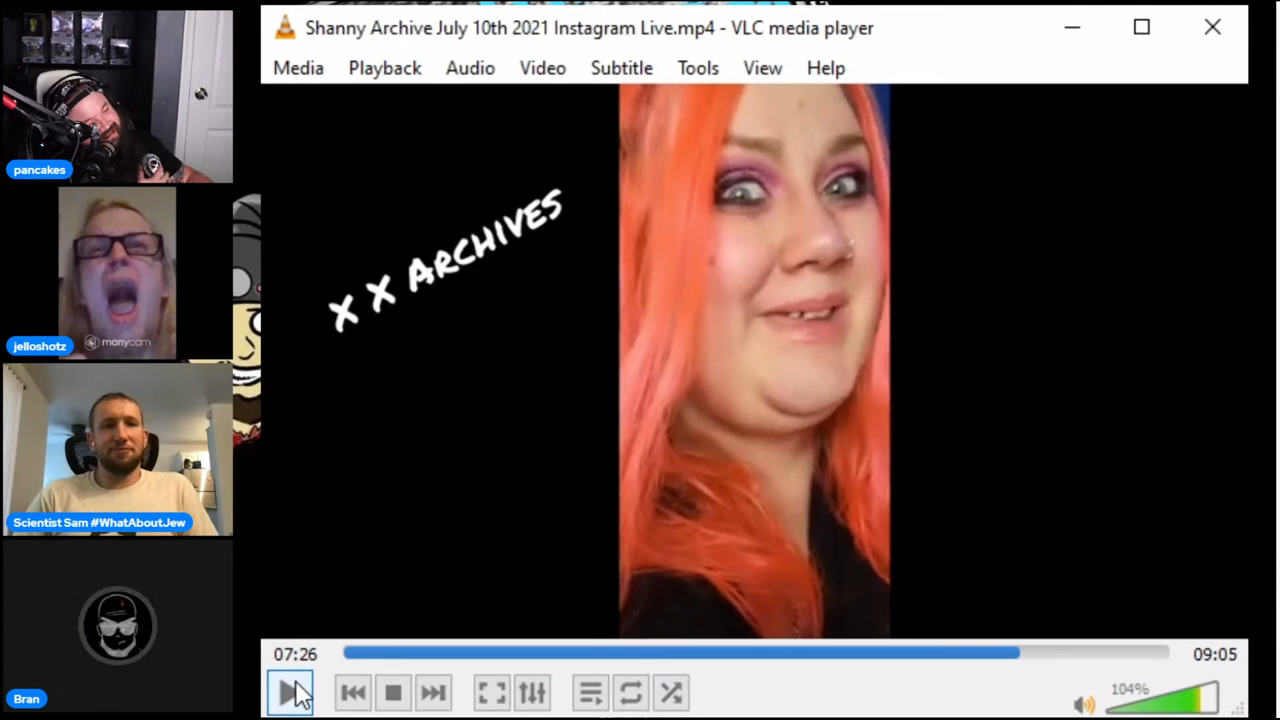 Shanny Archive July 10th 2021 Instagram Live.mp4 - VLC media player
Media Playback Audio Video Subtitle Tools View Help
pancakes
X X ARCHIVES
manycam
jelloshotz
Scientist Sam #WhatAboutJew
Bran
07:26
09:05
104%